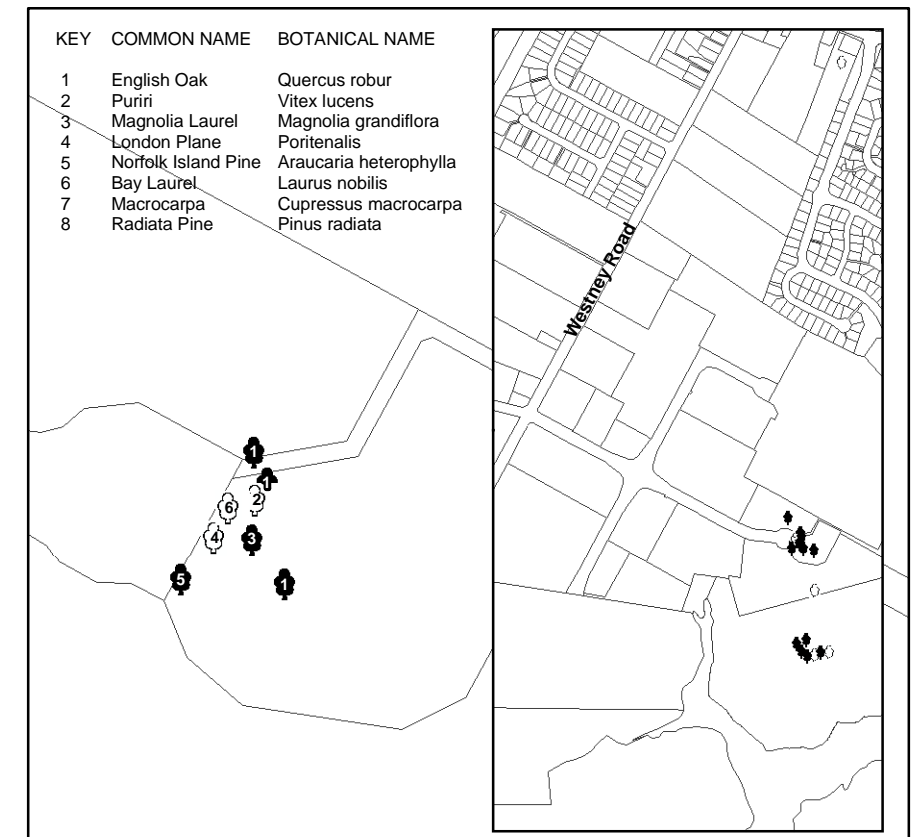 KEY COMMON NAME BOTANICAL NAME
1 English Oak Quercus robur
2 Puriri Vitex lucens
3 Magnolia Laurel Magnolia grandiflora
4 London Plane Poritenalis
5 Norfolk Island Pine Araucaria heterophylla
6 Bay Laurel Laurus nobilis
7 Macrocarpa Cupressus macrocarpa
8 Radiata Pine Pinus radiata
Westney Road
1
1
2
6
4
3
5
1